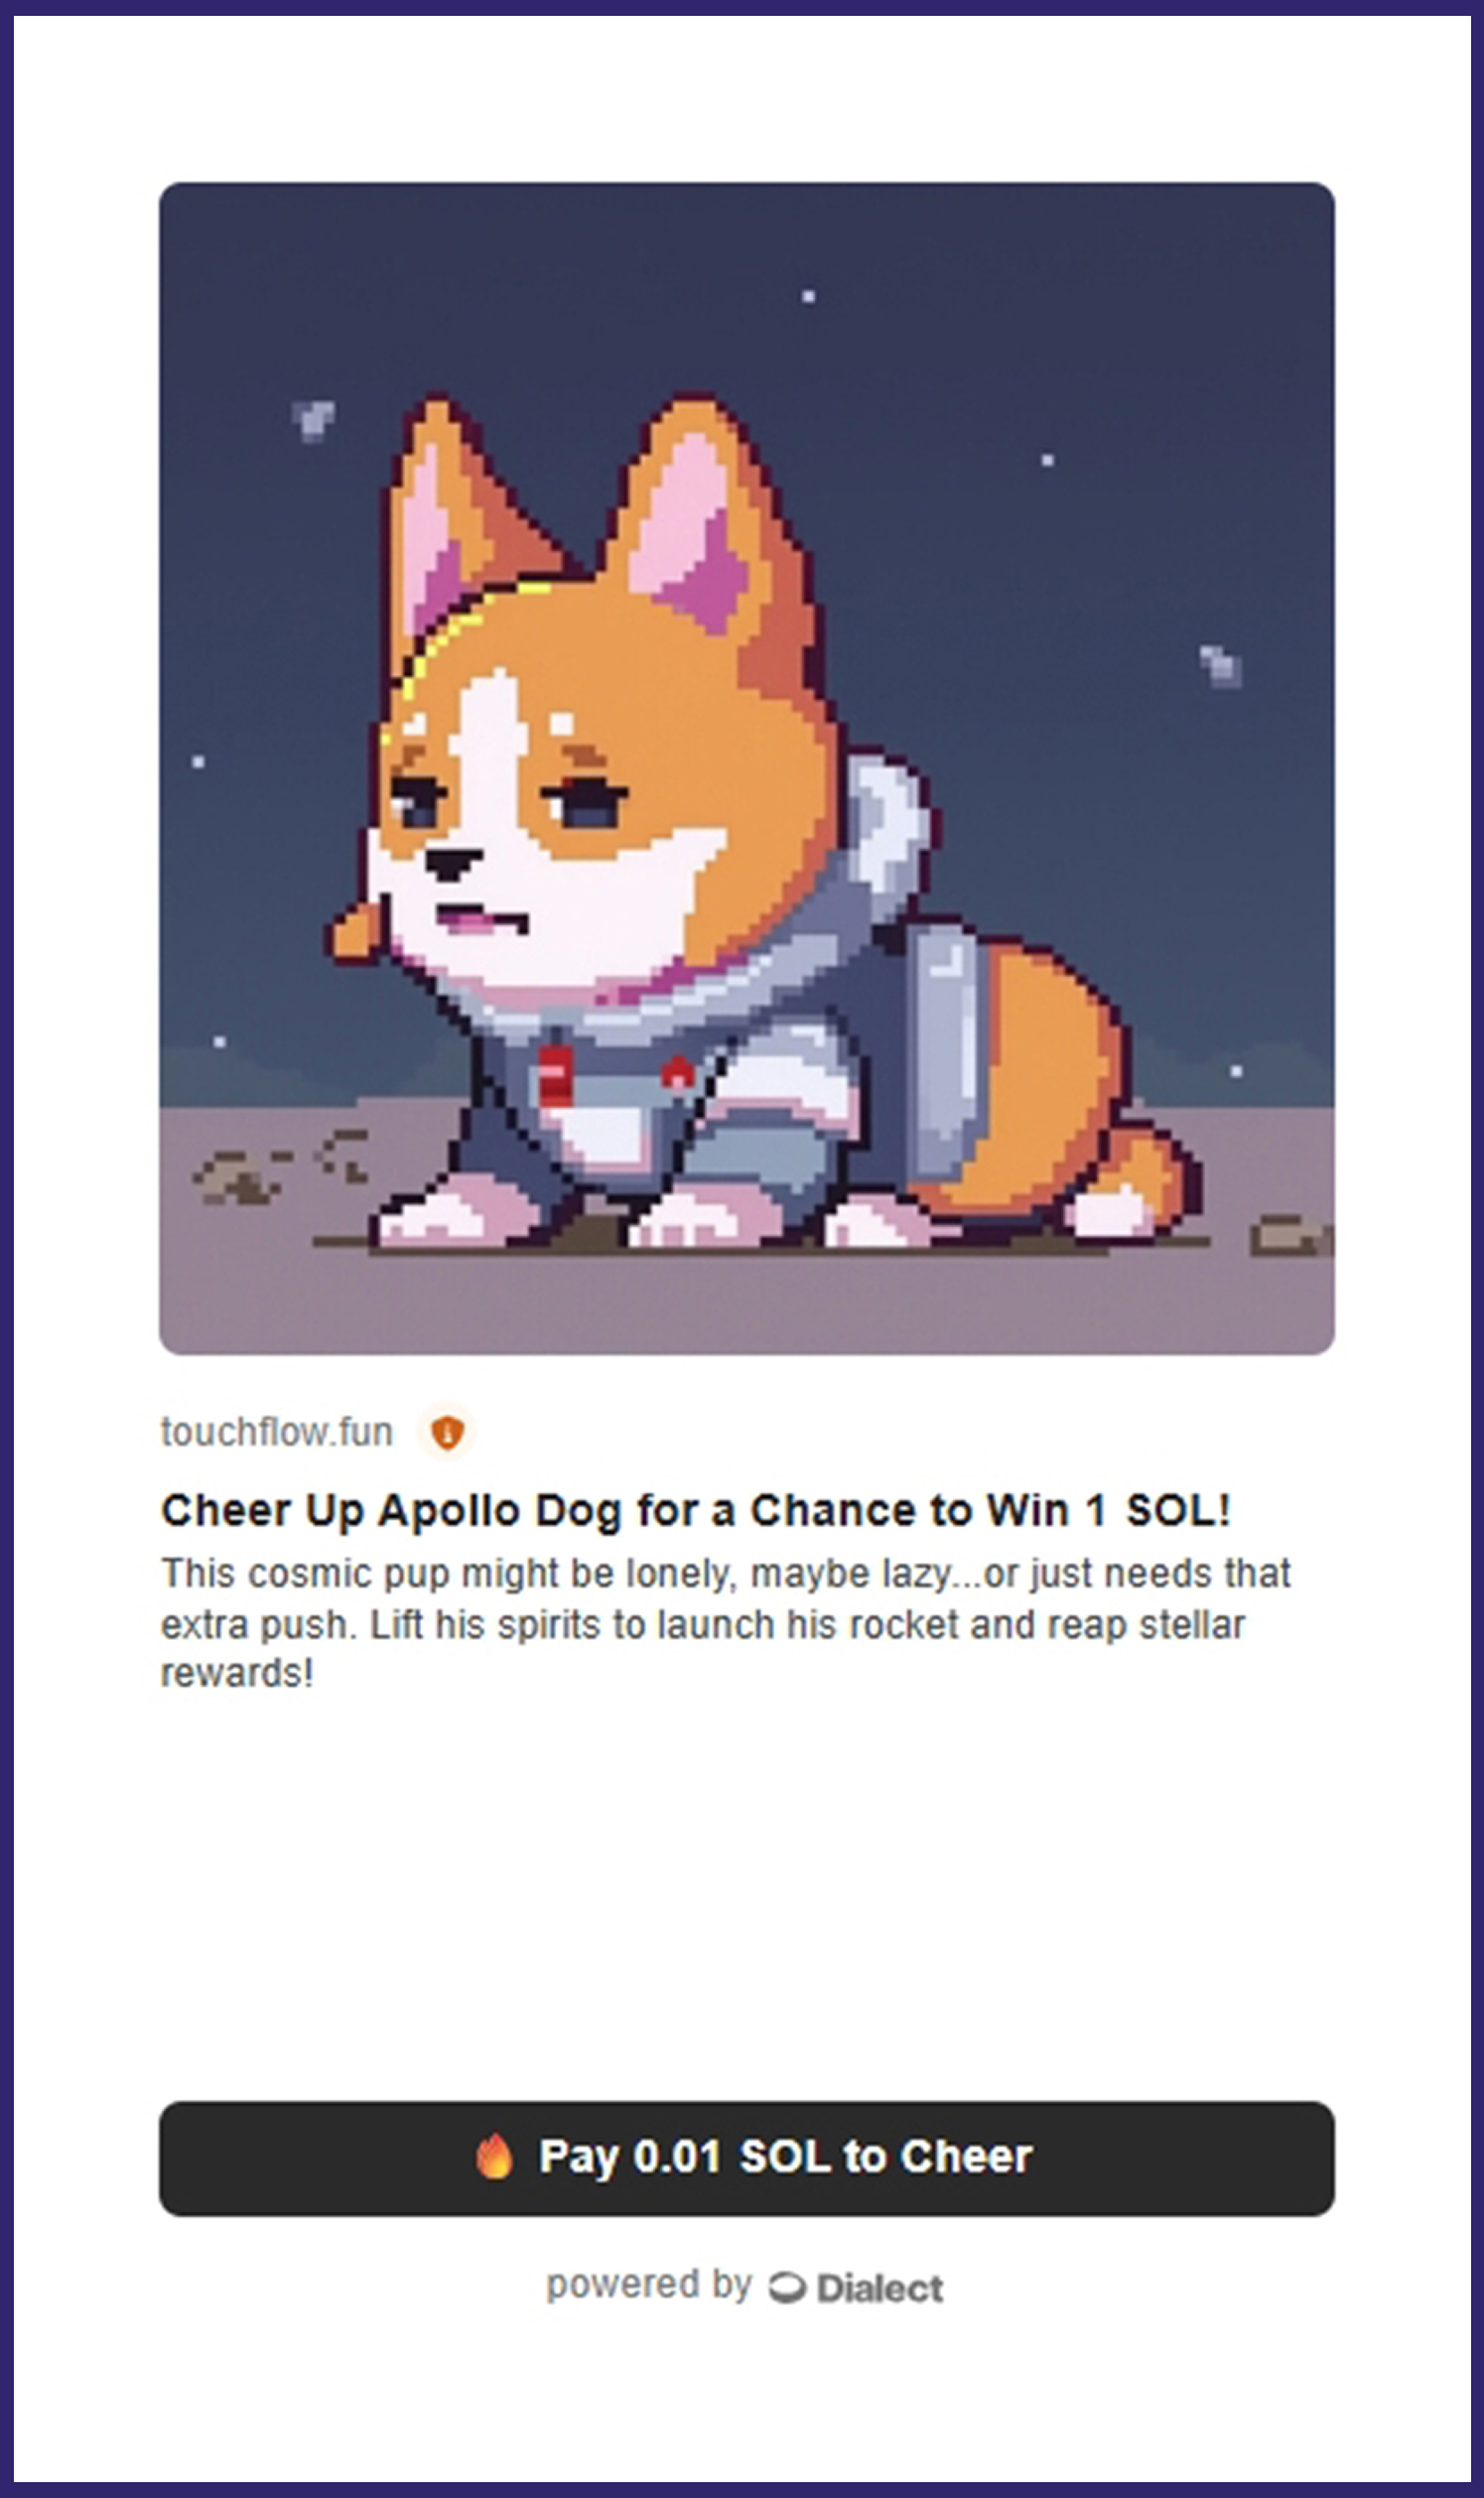 touchflow.fun
Cheer Up Apollo Dog for a Chance to Win 1 SOL!
This cosmic pup might be lonely, maybe lazy...or just needs that
extra push. Lift his spirits to launch his rocket and reap stellar
rewards!
Pay 0.01 SOL to Cheer
powered by Dialect